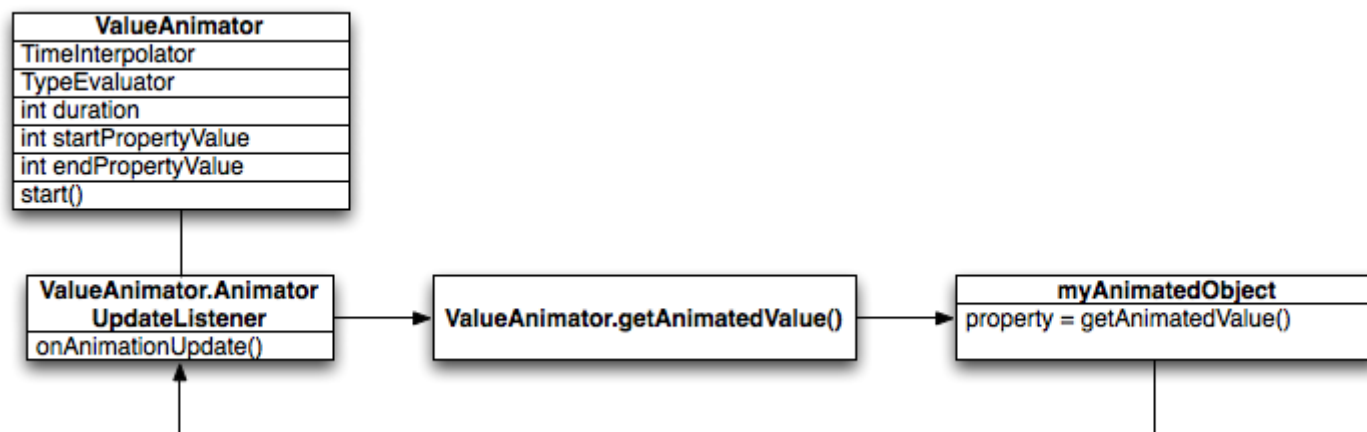 ValueAnimator
TimeInterpolator
TypeEvaluator
int duration
int startPropertyValue
int endPropertyValue
start()
ValueAnimator.Animator
UpdateListener
onAnimationUpdate()
ValueAnimator.getAnimatedValue()
myAnimatedObject
property = getAnimatedValue()